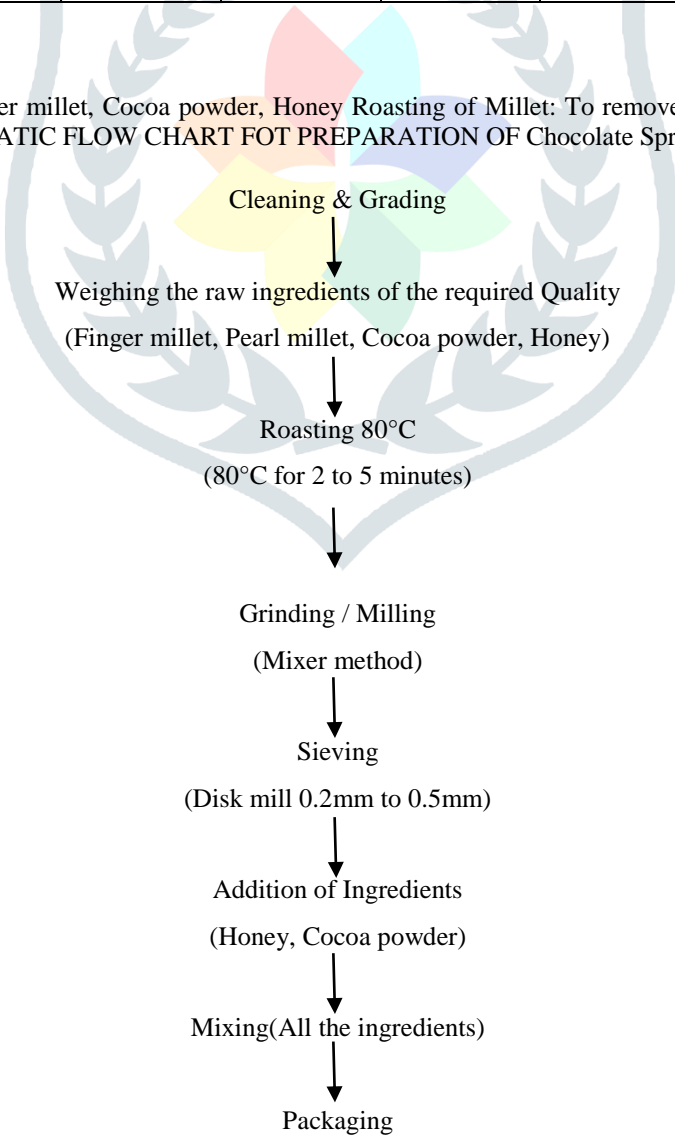 er millet, Cocoa powder, Honey Roasting of Millet: To remove
ATIC FLOW CHART FOT PREPARATION OF Chocolate Spr
Cleaning & Grading
Weighing the raw ingredients of the required Quality
(Finger millet, Pearl millet, Cocoa powder, Honey)
Roasting 80°C
(80°C for 2 to 5 minutes)
Grinding / Milling
(Mixer method)
Sieving
(Disk mill 0.2mm to 0.5mm)
Addition of Ingredients
(Honey, Cocoa powder)
Mixing(All the ingredients)
Packaging